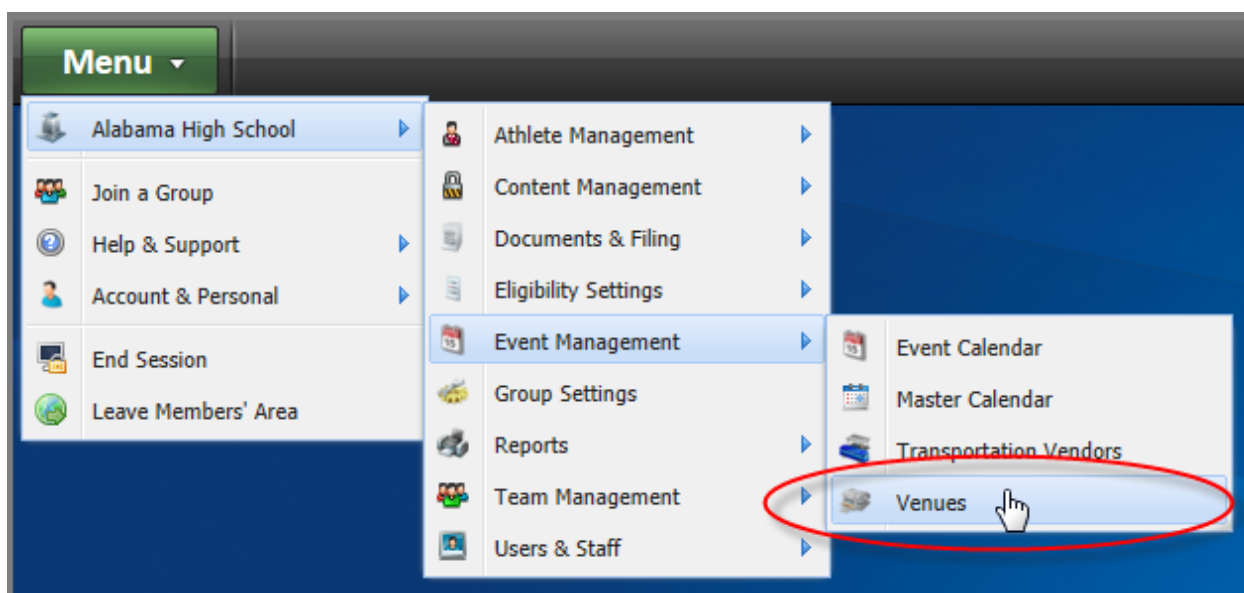 Menu
Alabama High School
Join a Group
Help & Support
Account & Personal
End Session
Leave Members' Area
Athlete Management
Content Management
Documents & Filing
Eligibility Settings
Event Management
Group Settings
Reports
Team Management
Users & Staff
Event Calendar
Master Calendar
Transportation Vendors
Venues